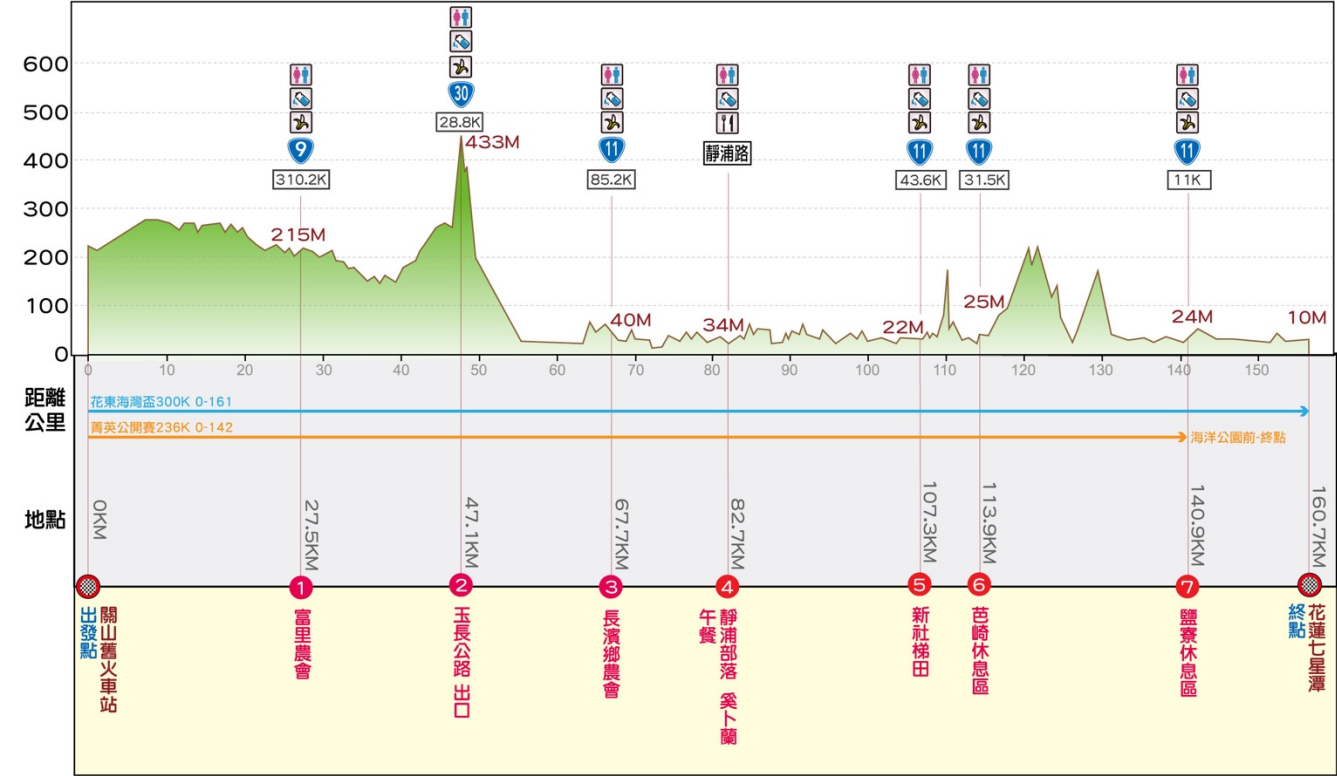 600
500
400
300
200
100
0
9
310.2K
215M
30
28.8K
433M
11
85.2K
40M
靜浦路
34M
11
43.6K
22M
11
31.5K
25M
11
11K
24M
10M
0 10 20 30 40 50 60 70 80 90 100 110 120 130 140 150
距離
公里
花東海灣盃300K 0-161
菁英公開賽236K 0-142
海洋公園前-終點
地點
0KM
27.5KM
47.1KM
67.7KM
82.7KM
107.3KM
113.9KM
140.9KM
160.7KM
1
2
3
4
5
6
7
出發點
關山舊火車站
富里農會
玉長公路 出口
長濱鄉農會
午餐
靜浦部落 奚卜蘭
新社梯田
芭崎休息區
鹽寮休息區
終點
花蓮七星潭